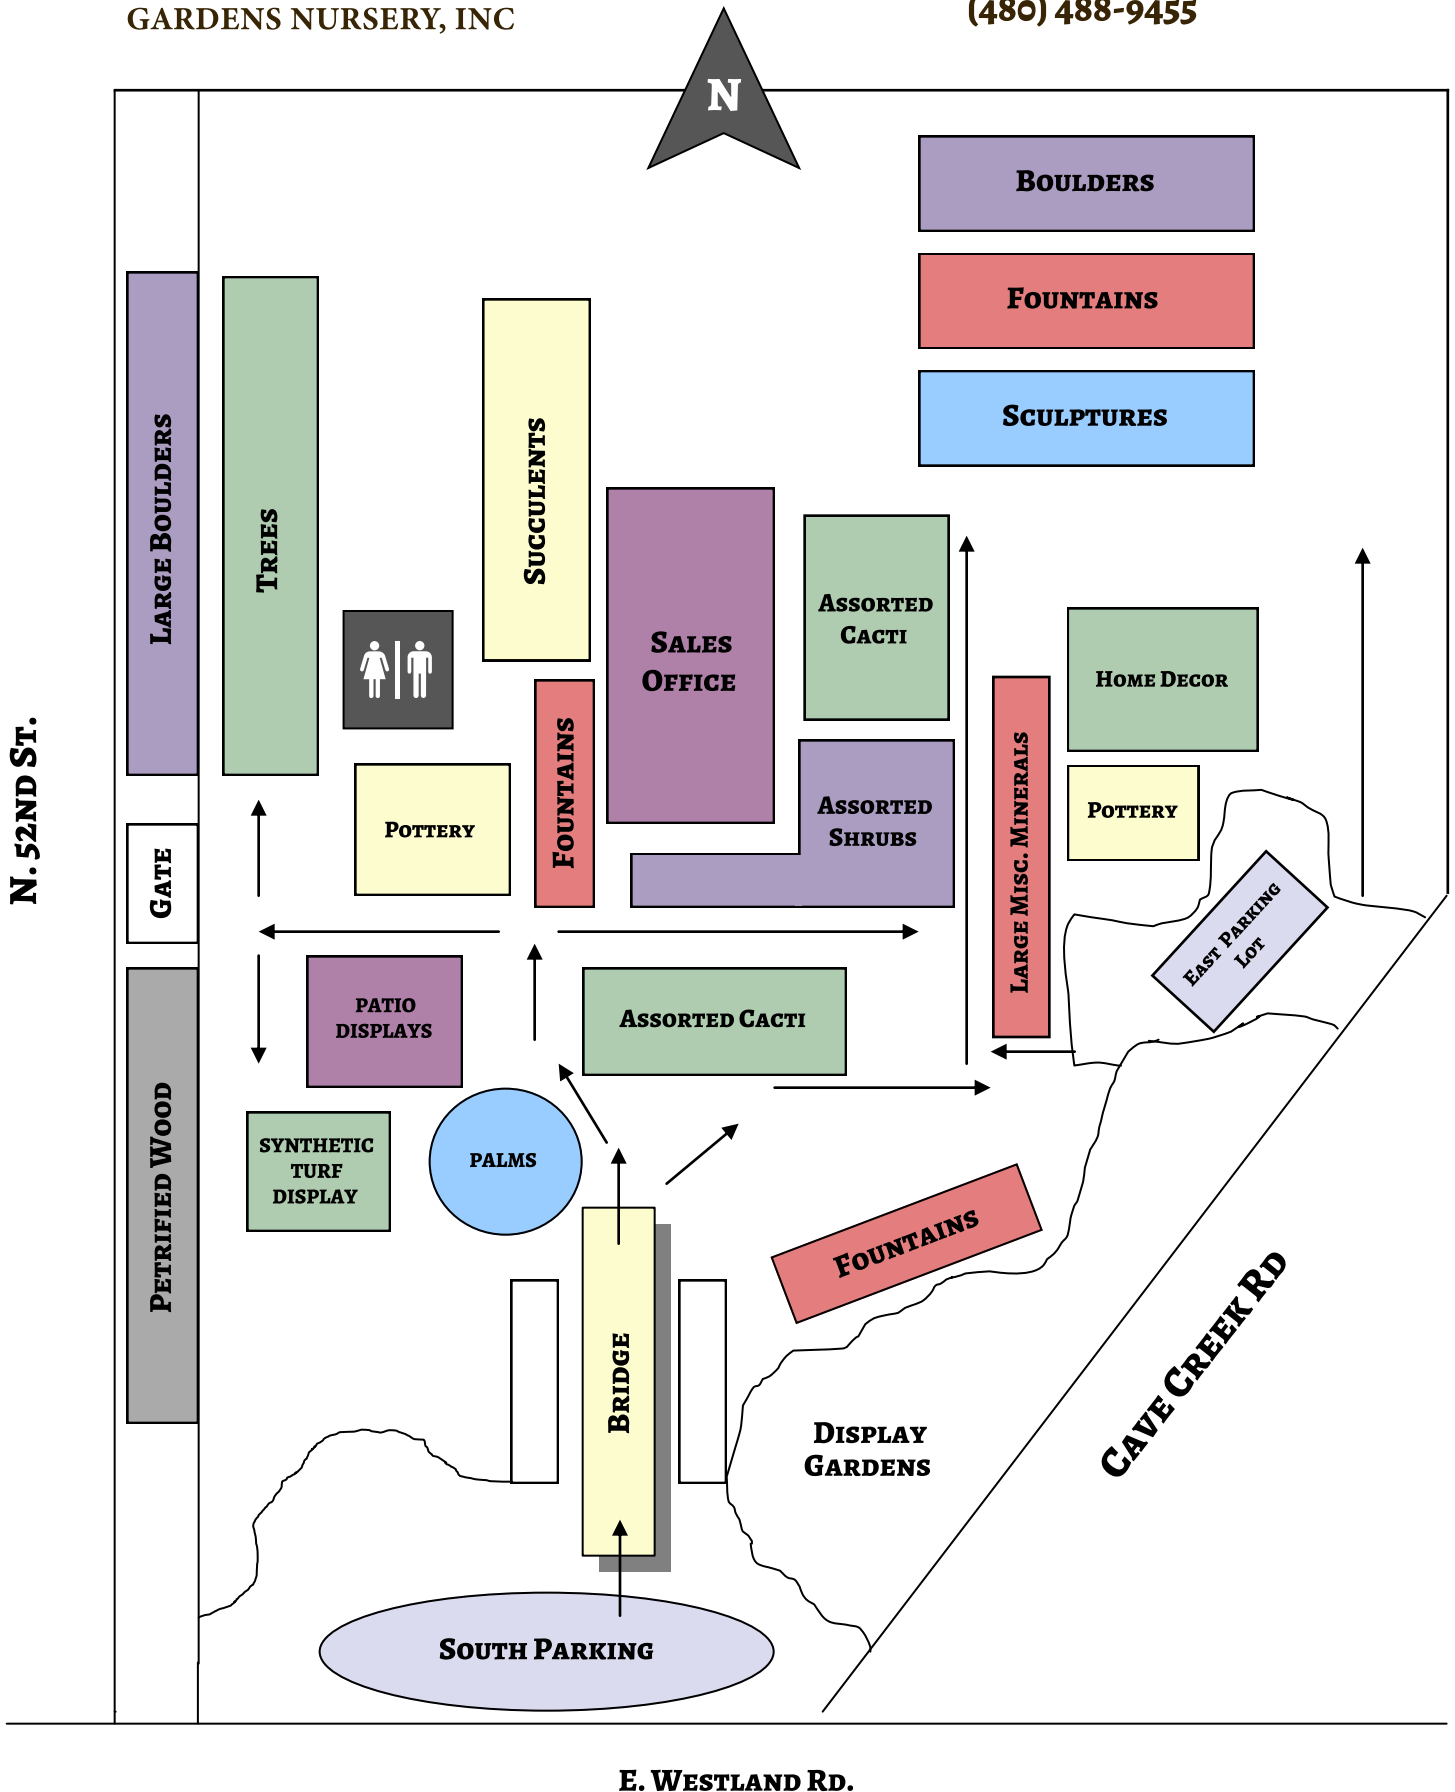 GARDENS NURSERY, INC
(480) 488-9455
N
BOULDERS
FOUNTAINS
SCULPTURES
LARGE BOULDERS
TREES
SUCCULENTS
SALES
OFFICE
ASSORTED
CACTI
HOME DECOR
N. 52ND ST.
GATE
POTTERY
FOUNTAINS
ASSORTED
SHRUBS
LARGE MISC. MINERALS
POTTERY
EAST PARKING
LOT
PATIO
DISPLAYS
ASSORTED CACTI
PETRIFIED WOOD
SYNTHETIC
TURF
DISPLAY
PALMS
FOUNTAINS
BRIDGE
DISPLAY
GARDENS
CAVE CREEK RD
SOUTH PARKING
E. WESTLAND RD.